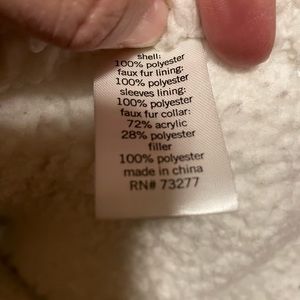 shell:
100% polyester
faux fur lining:
100% polyester
sleeves lining:
100% polyester
faux fur collar:
72% acrylic
28% polyester
filler
100% polyester
made in china
RN# 73277